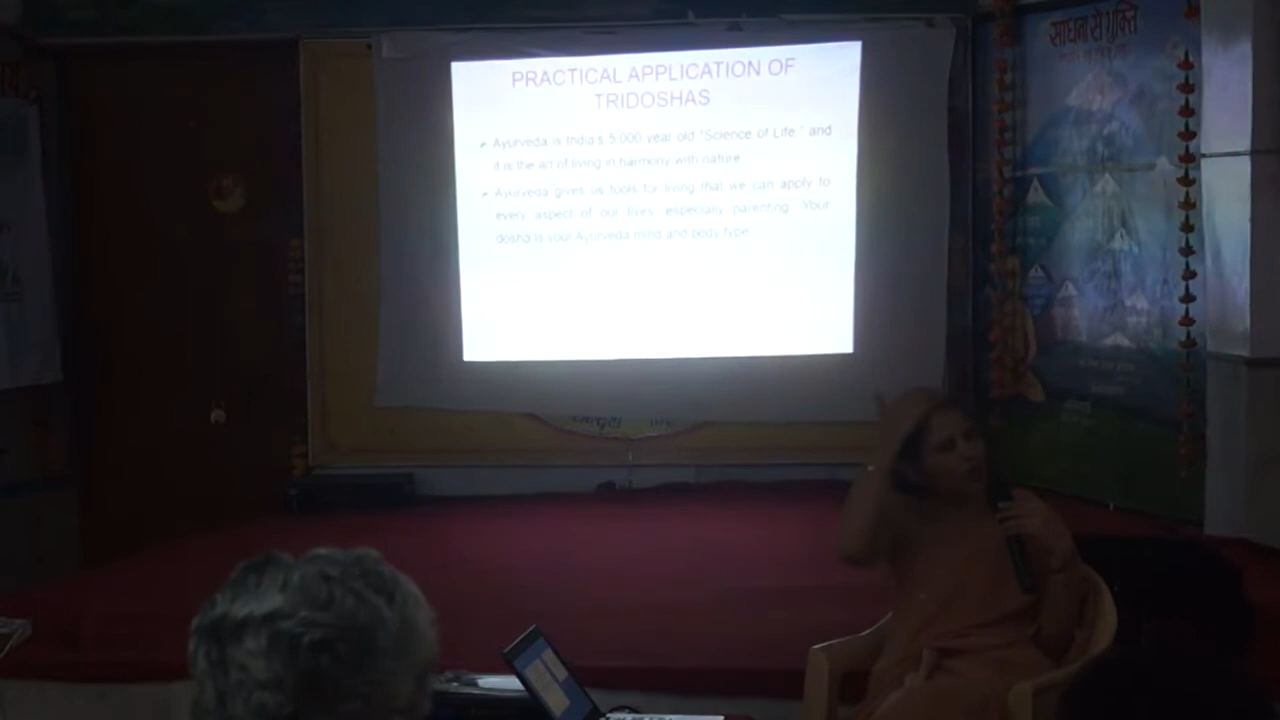 PRACTICAL APPLICATION OF
TRIDOSHAS
Ayurveda is India's 5,000 year old "Science of Life" and
it is the art of living in harmony with nature.
Ayurveda gives us tools for living that we can apply to
every aspect of our lives, especially parenting. Your
dosha is your Ayurveda mind and body type.
साधना से मुक्ति